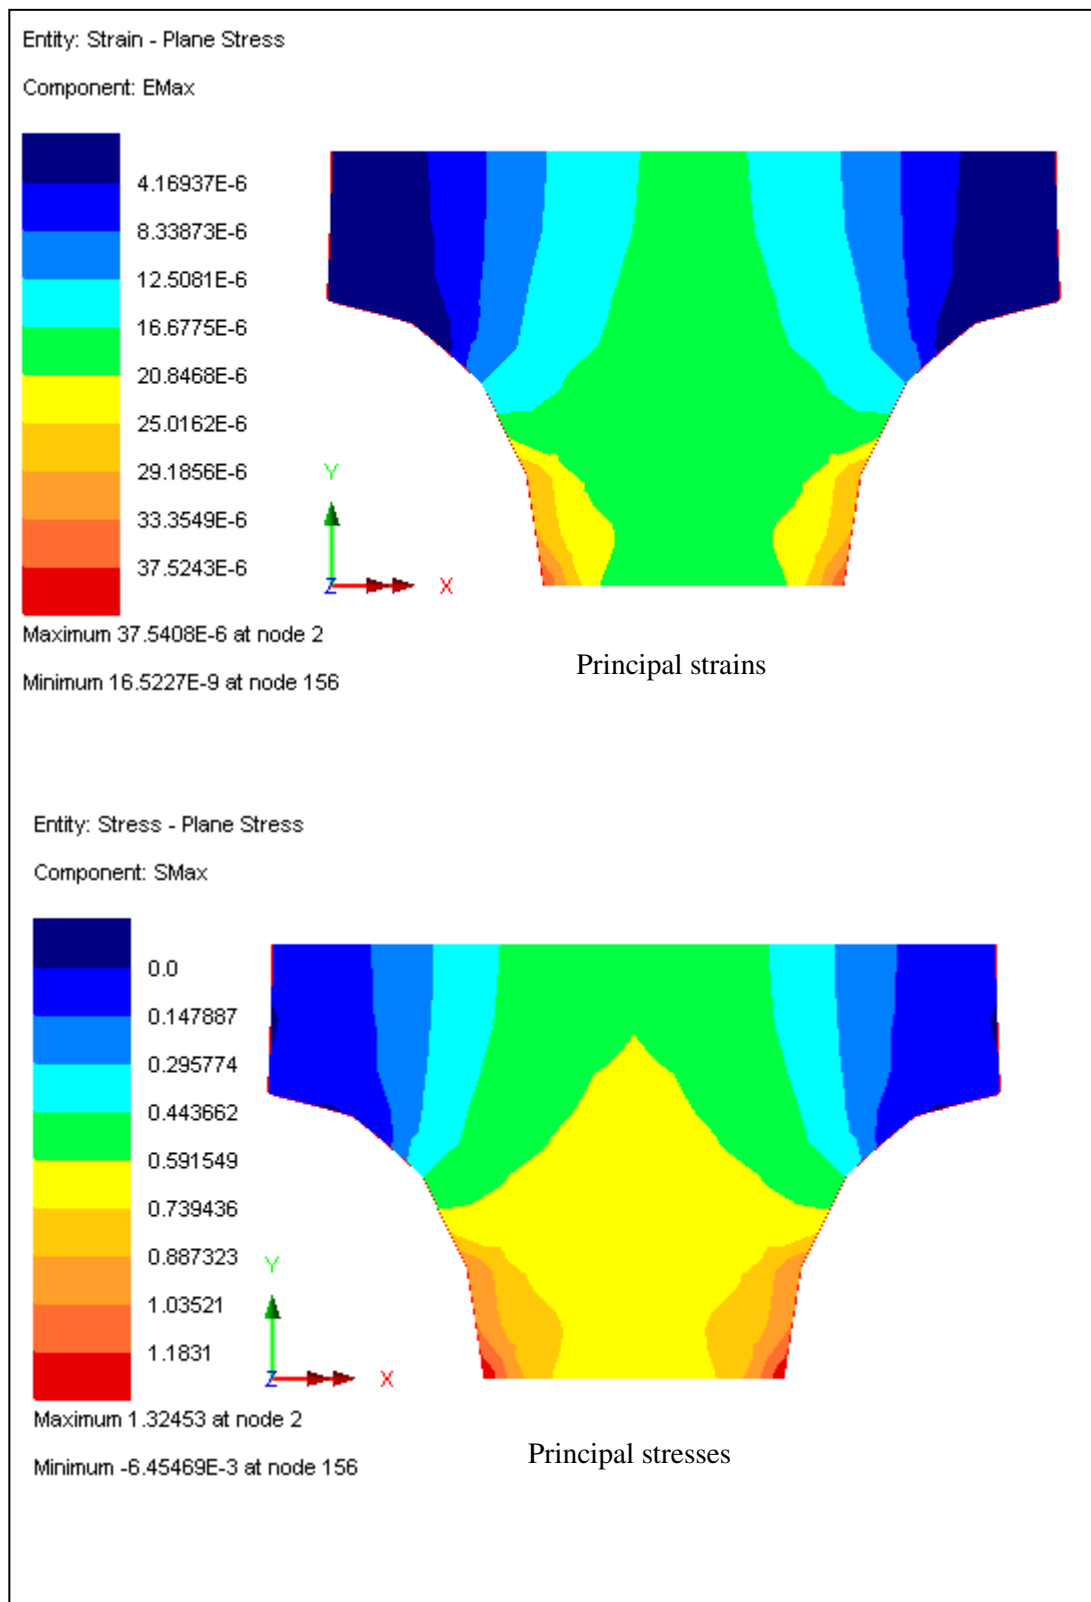 Entity: Strain - Plane Stress
Component: EMax
4.16937E-6
8.33873E-6
12.5081E-6
16.6775E-6
20.8468E-6
25.0162E-6
29.1856E-6
33.3549E-6
37.5243E-6
Y
Z
X
Maximum 37.5408E-6 at node 2
Minimum 16.5227E-9 at node 156
Principal strains
Entity: Stress - Plane Stress
Component: SMax
0.0
0.147887
0.295774
0.443662
0.591549
0.739436
0.887323
1.03521
1.1831
Y
Z
X
Maximum 1.32453 at node 2
Minimum -6.45469E-3 at node 156
Principal stresses